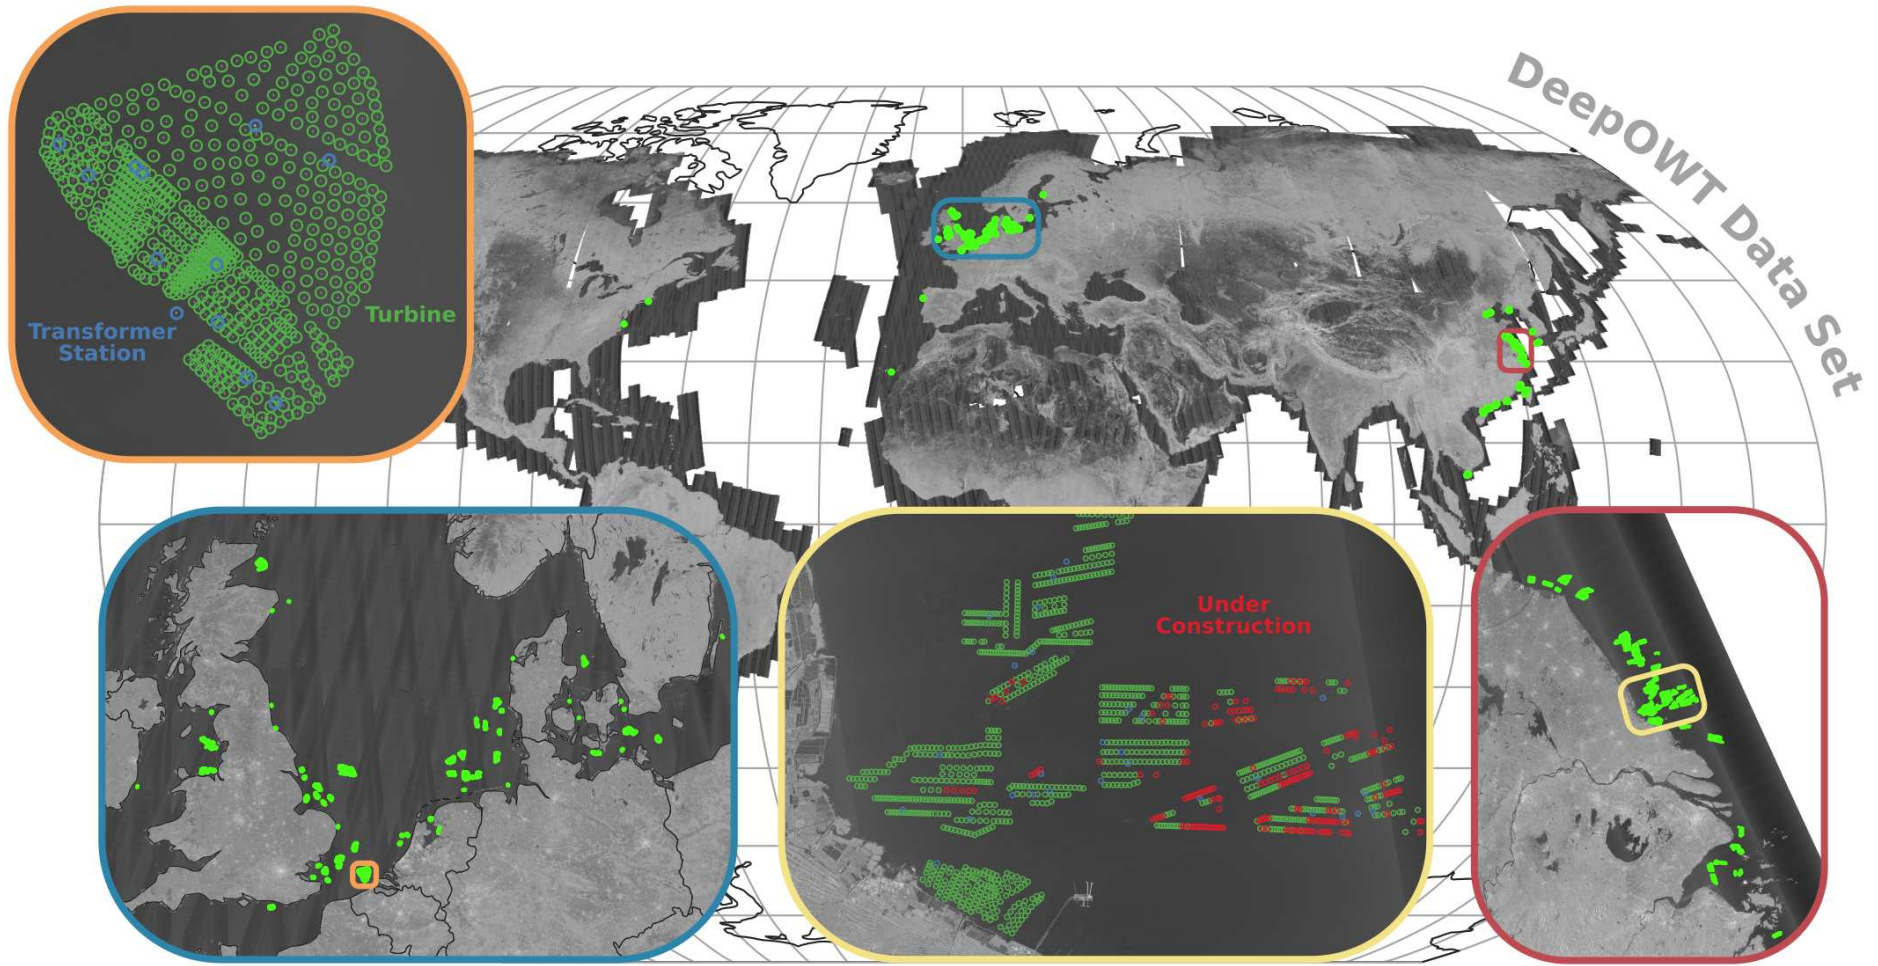 DeepOWT Data Set
Turbine
Transformer
Station
Under
Construction